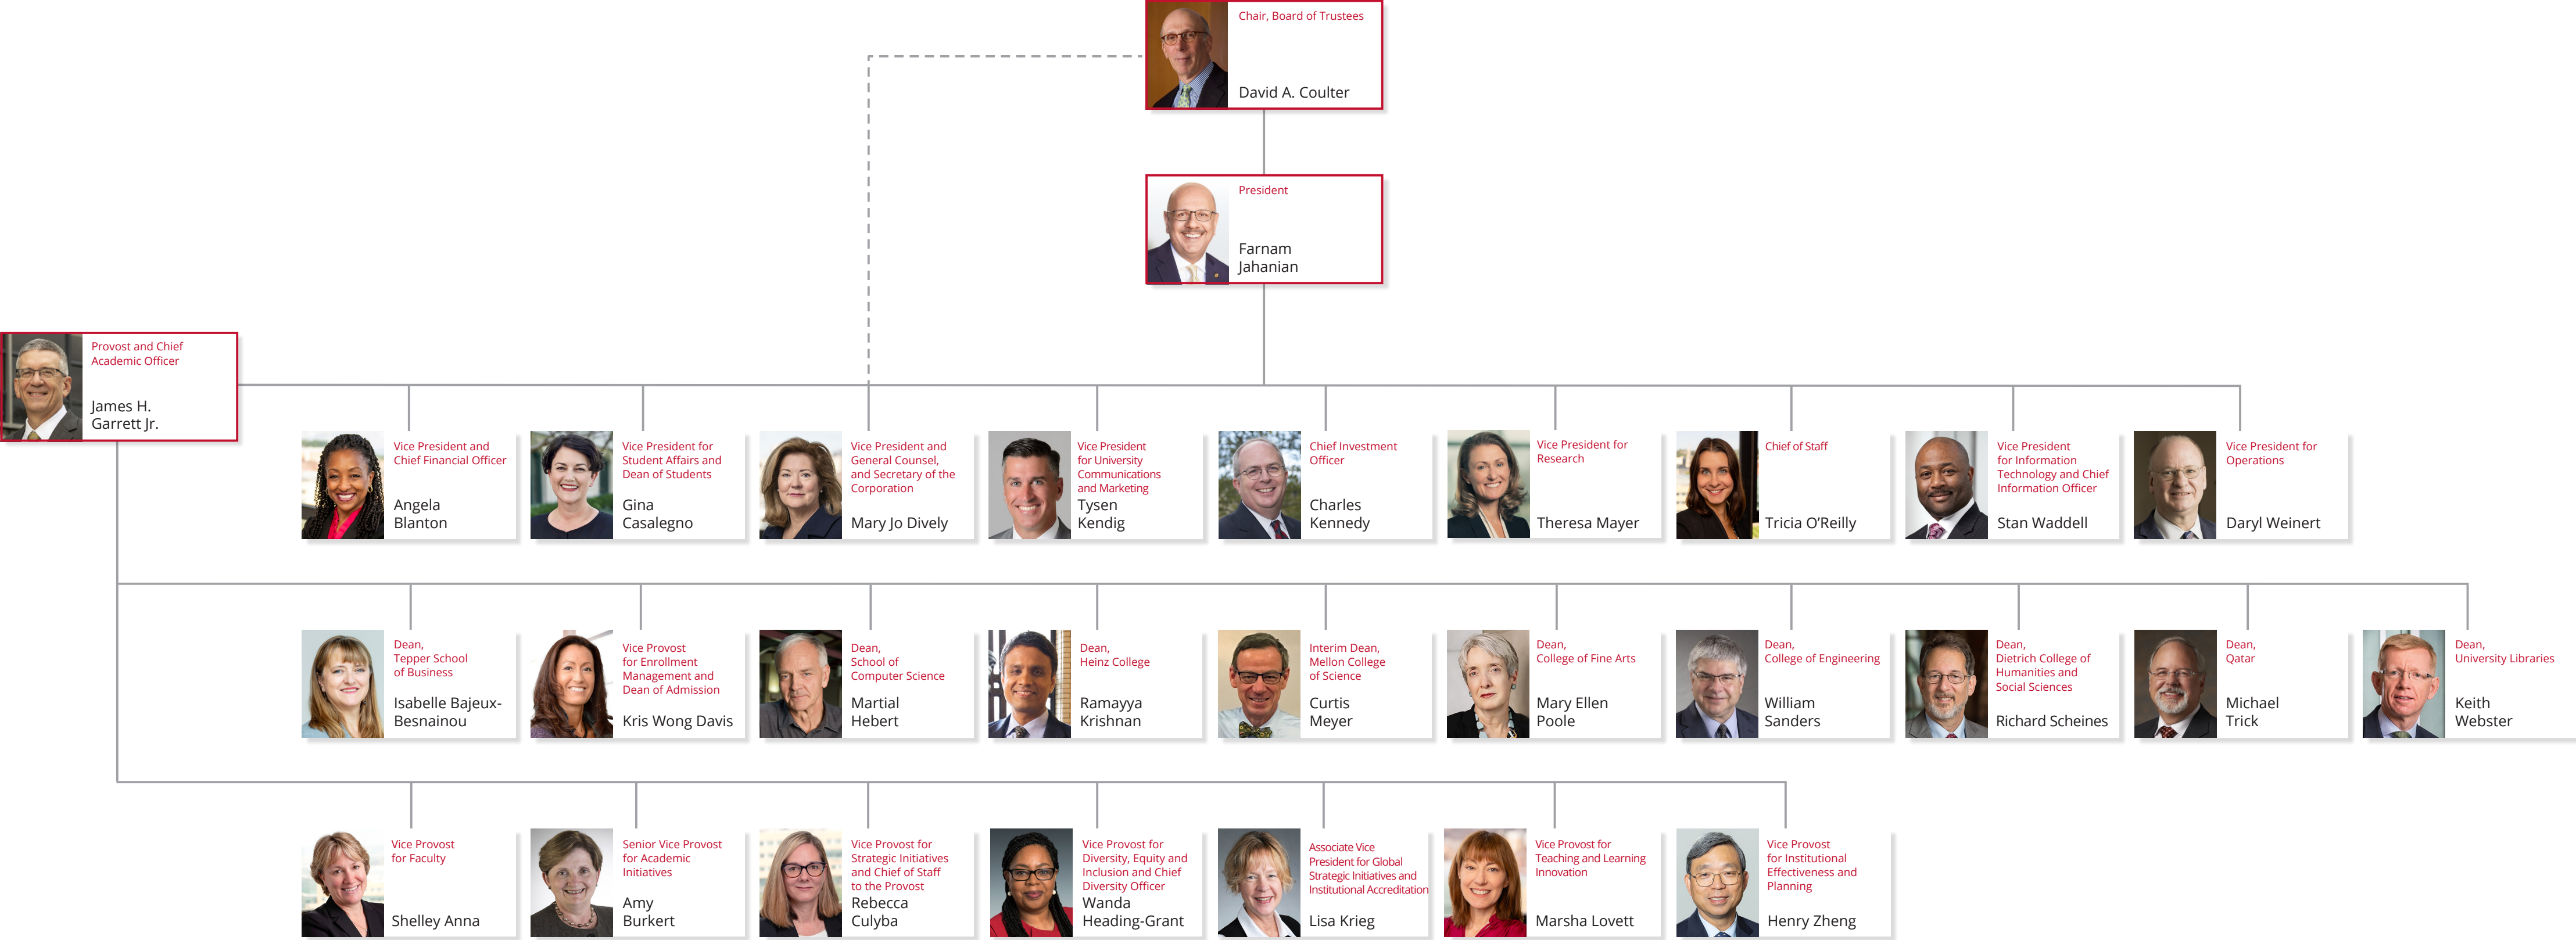 Chair, Board of Trustees
David A. Coulter
President
Farnam
Jahanian
Provost and Chief
Academic Officer
James H.
Garrett Jr.
Vice President and
Chief Financial Officer
Angela
Blanton
Vice President for
Student Affairs and
Dean of Students
Gina
Casalegno
Vice President and
General Counsel,
and Secretary of the
Corporation
Mary Jo Dively
Vice President
for University
Communications
and Marketing
Tysen
Kendig
Chief Investment
Officer
Charles
Kennedy
Vice President for
Research
Theresa Mayer
Chief of Staff
Tricia O’Reilly
Vice President
for Information
Technology and Chief
Information Officer
Stan Waddell
Vice President for
Operations
Daryl Weinert
Dean,
Tepper School
of Business
Isabelle Bajeux-
Besnainou
Vice Provost
for Enrollment
Management and
Dean of Admission
Kris Wong Davis
Dean,
School of
Computer Science
Martial
Hebert
Dean,
Heinz College
Ramayya
Krishnan
Interim Dean,
Mellon College
of Science
Curtis
Meyer
Dean,
College of Fine Arts
Mary Ellen
Poole
Dean,
College of Engineering
William
Sanders
Dean,
Dietrich College of
Humanities and
Social Sciences
Richard Scheines
Dean,
Qatar
Michael
Trick
Dean,
University Libraries
Keith
Webster
Vice Provost
for Faculty
Shelley Anna
Senior Vice Provost
for Academic
Initiatives
Amy
Burkert
Vice Provost for
Strategic Initiatives
and Chief of Staff
to the Provost
Rebecca
Culyba
Vice Provost for
Diversity, Equity and
Inclusion and Chief
Diversity Officer
Wanda
Heading-Grant
Associate Vice
President for Global
Strategic Initiatives and
Institutional Accreditation
Lisa Krieg
Vice Provost for
Teaching and Learning
Innovation
Marsha Lovett
Vice Provost
for Institutional
Effectiveness and
Planning
Henry Zheng